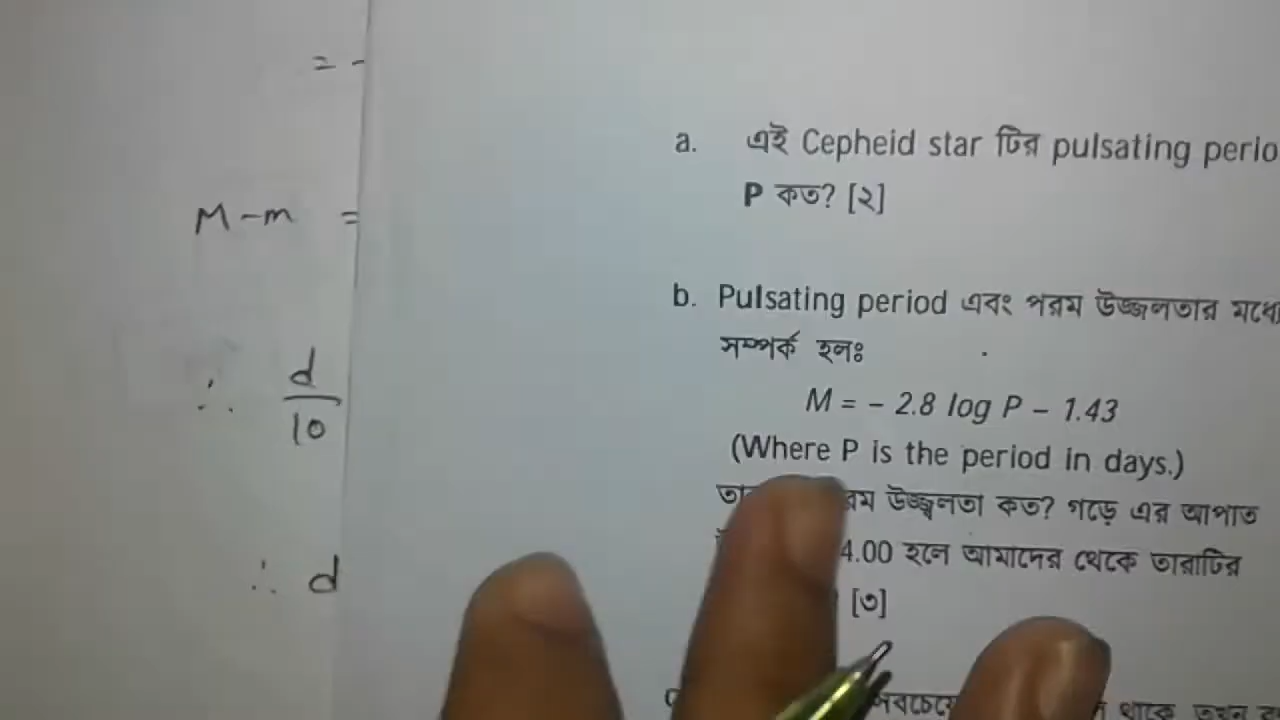 = -
M - m =
∴ d
10
∴ d
a. এই Cepheid star টির pulsating perio
P কত? [২]
b. Pulsating period এবং পরম উজ্জলতার মধ্যে
সম্পর্ক হলঃ
M = - 2.8 log P - 1.43
(Where P is the period in days.)
উজ্জ্বলতা কত? গড়ে এর আপাত
4.00 হলে আমাদের থেকে তারাটির
[৩]